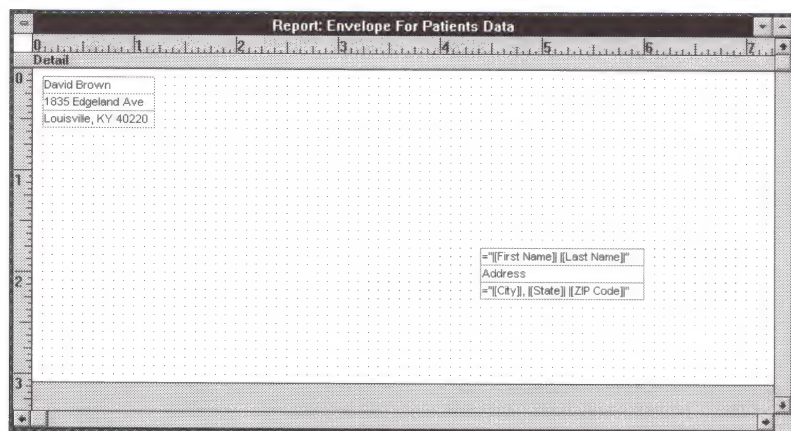 Report: Envelope For Patients Data
0 1 2 3 4 5 6 7
Detail
0
David Brown
1835 Edgeland Ave
Louisville, KY 40220
1
="|[First Name]| |[Last Name]|"
Address
2
="|[City]|, |[State]| |[ZIP Code]|"
3